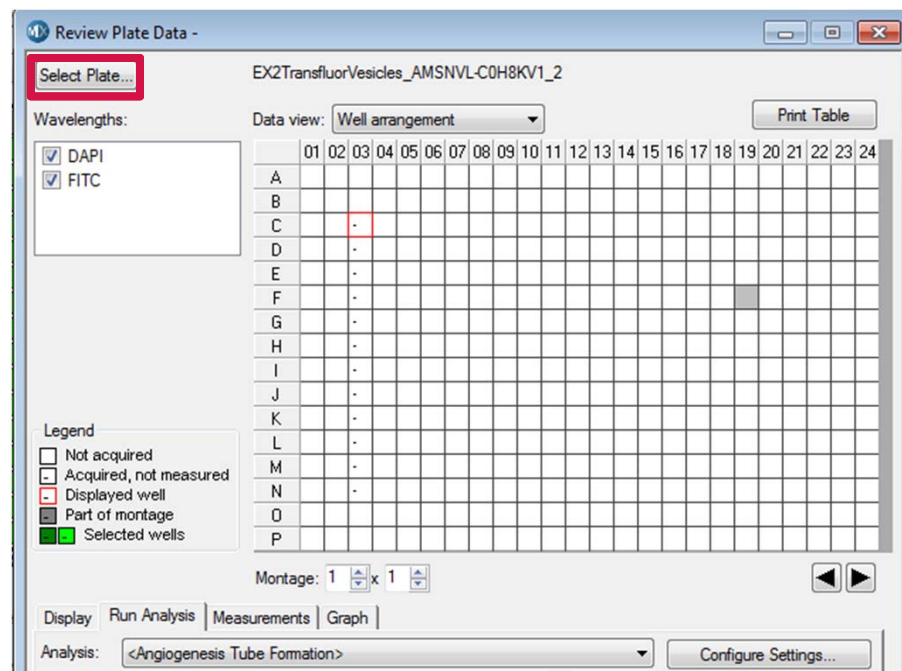 MX Review Plate Data -
Select Plate...
EX2TransfluorVesicles_AMSNVL-C0H8KV1_2
Wavelengths:
Data view: Well arrangement
Print Table
DAPI
FITC
01 02 03 04 05 06 07 08 09 10 11 12 13 14 15 16 17 18 19 20 21 22 23 24
A
B
C -
D -
E -
F -
G -
H -
I -
J -
K -
L -
M -
N -
O
P
Legend
Not acquired
- Acquired, not measured
- Displayed well
- Part of montage
- - Selected wells
Montage: 1 x 1
Display Run Analysis Measurements Graph
Analysis: <Angiogenesis Tube Formation> Configure Settings...